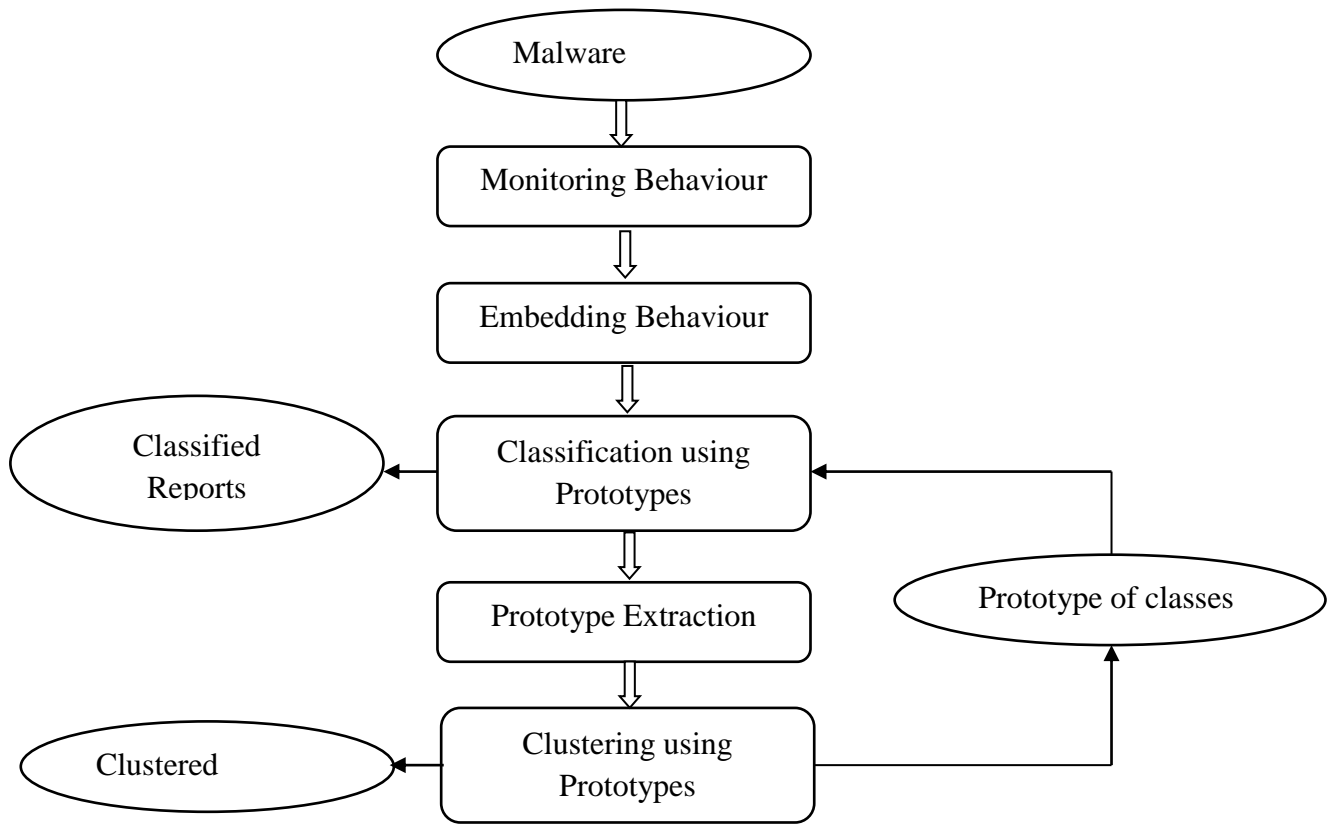 Malware
Monitoring Behaviour
Embedding Behaviour
Classified
Reports
Classification using
Prototypes
Prototype Extraction
Prototype of classes
Clustered
Clustering using
Prototypes